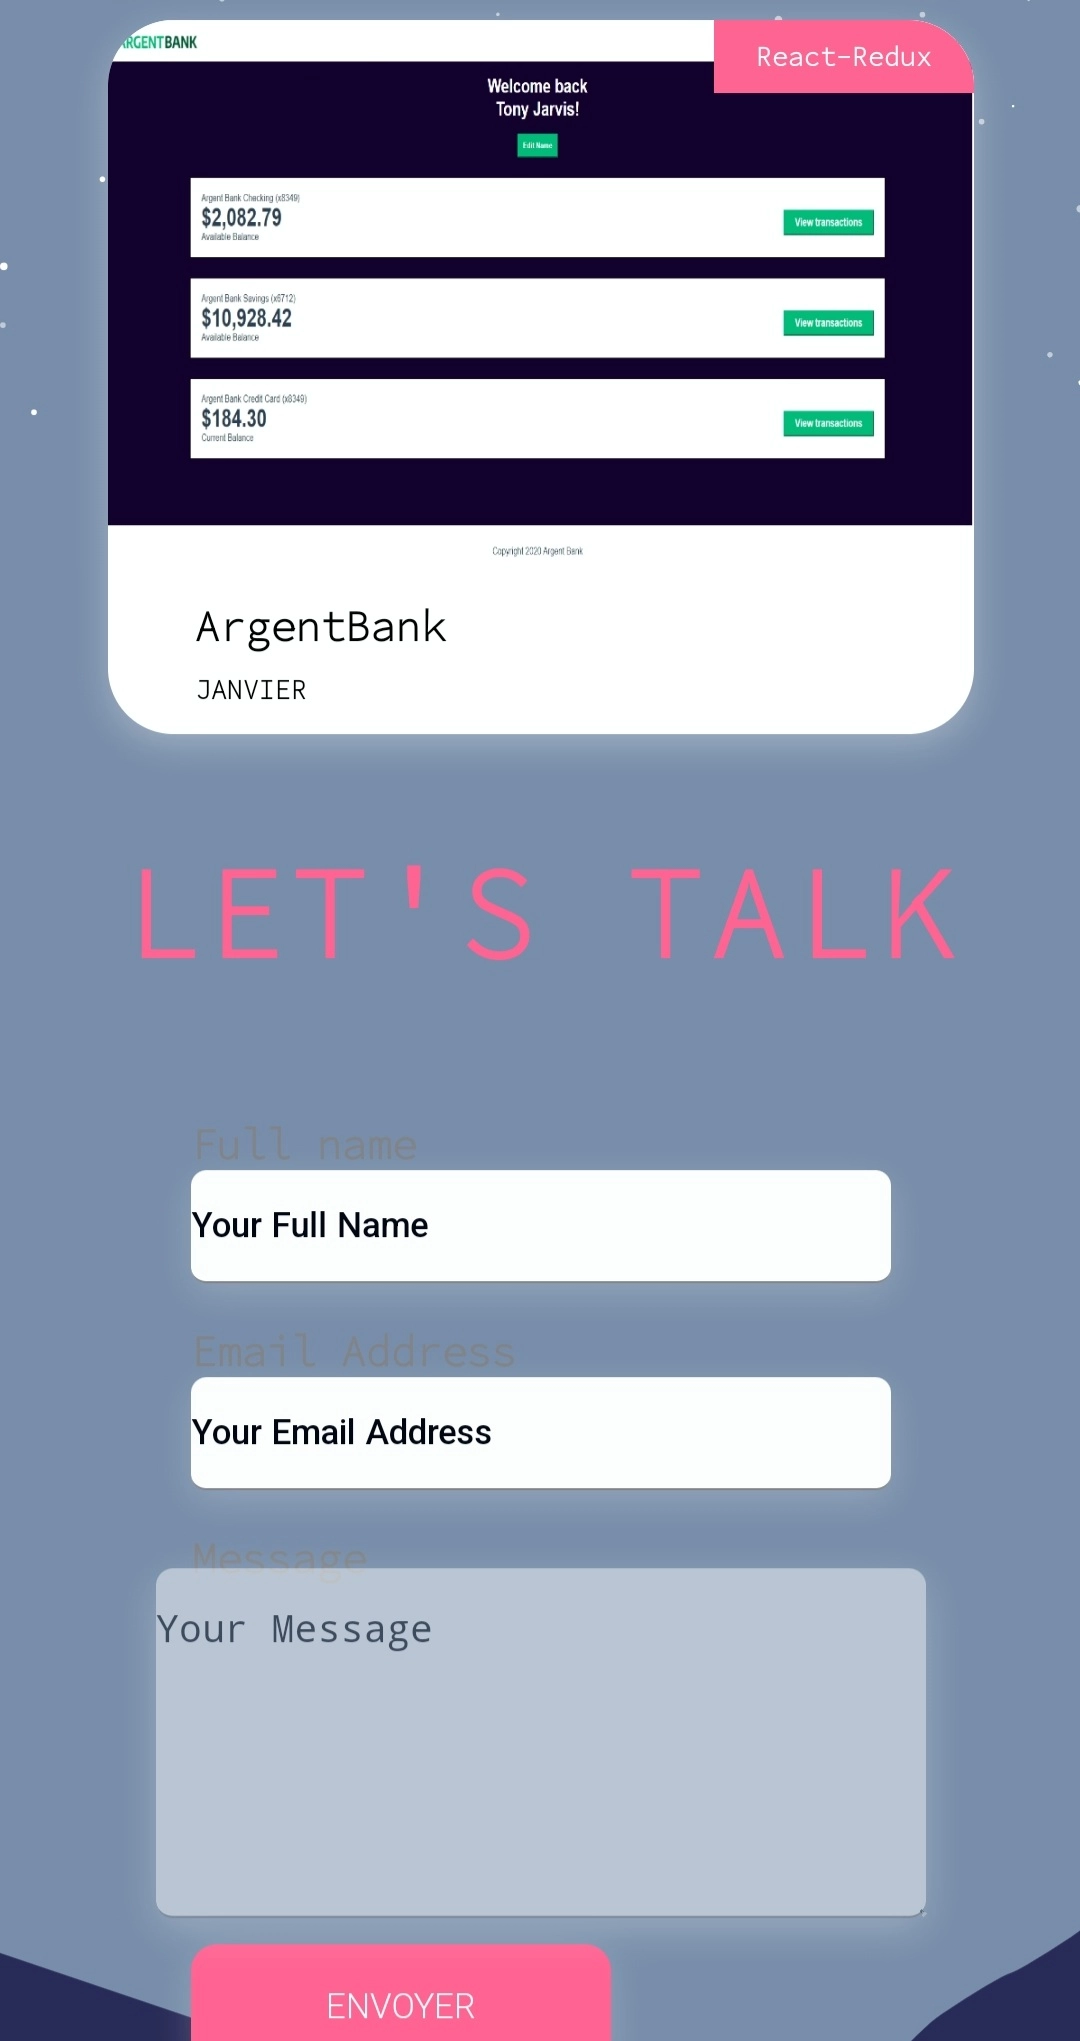 ARGENTBANK
React-Redux
Welcome back
Tony Jarvis!
Edit Name
Argent Bank Checking (x8349)
$2,082.79
Available Balance
View transactions
Argent Bank Savings (x6712)
$10,928.42
Available Balance
View transactions
Argent Bank Credit Card (x8349)
$184.30
Current Balance
View transactions
Copyright 2020 Argent Bank
ArgentBank
JANVIER
LET'S TALK
Full name
Your Full Name
Email Address
Your Email Address
Message
Your Message
ENVOYER